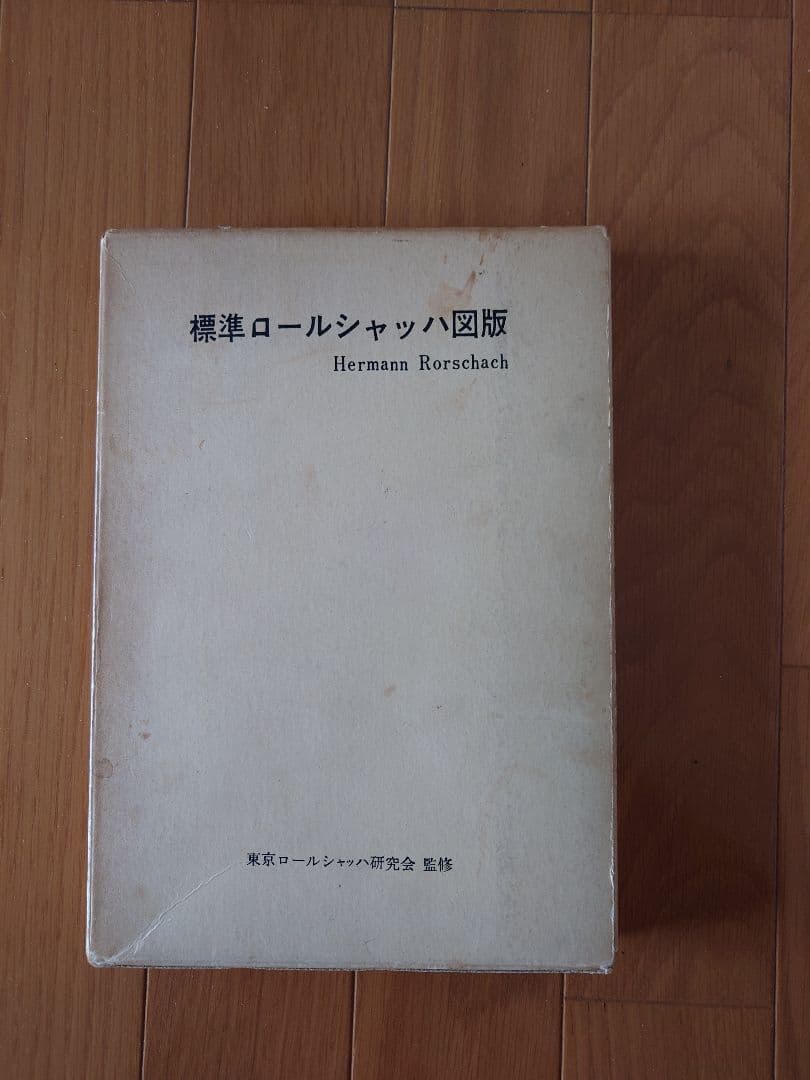 標準ロールシャッハ図版
Hermann Rorschach
東京ロールシャッハ研究会 監修